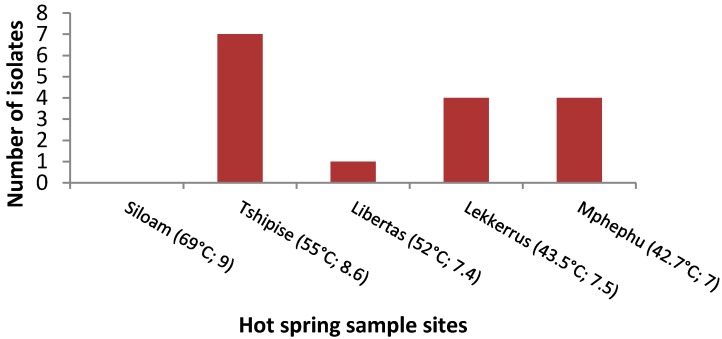 Number of isolates
8
7
6
5
4
3
2
1
0
Siloam (69°C; 9)
Tshipise (55°C; 8.6)
Libertas (52°C; 7.4)
Lekkerrus (43.5°C; 7.5)
Mphephu (42.7°C; 7)
Hot spring sample sites